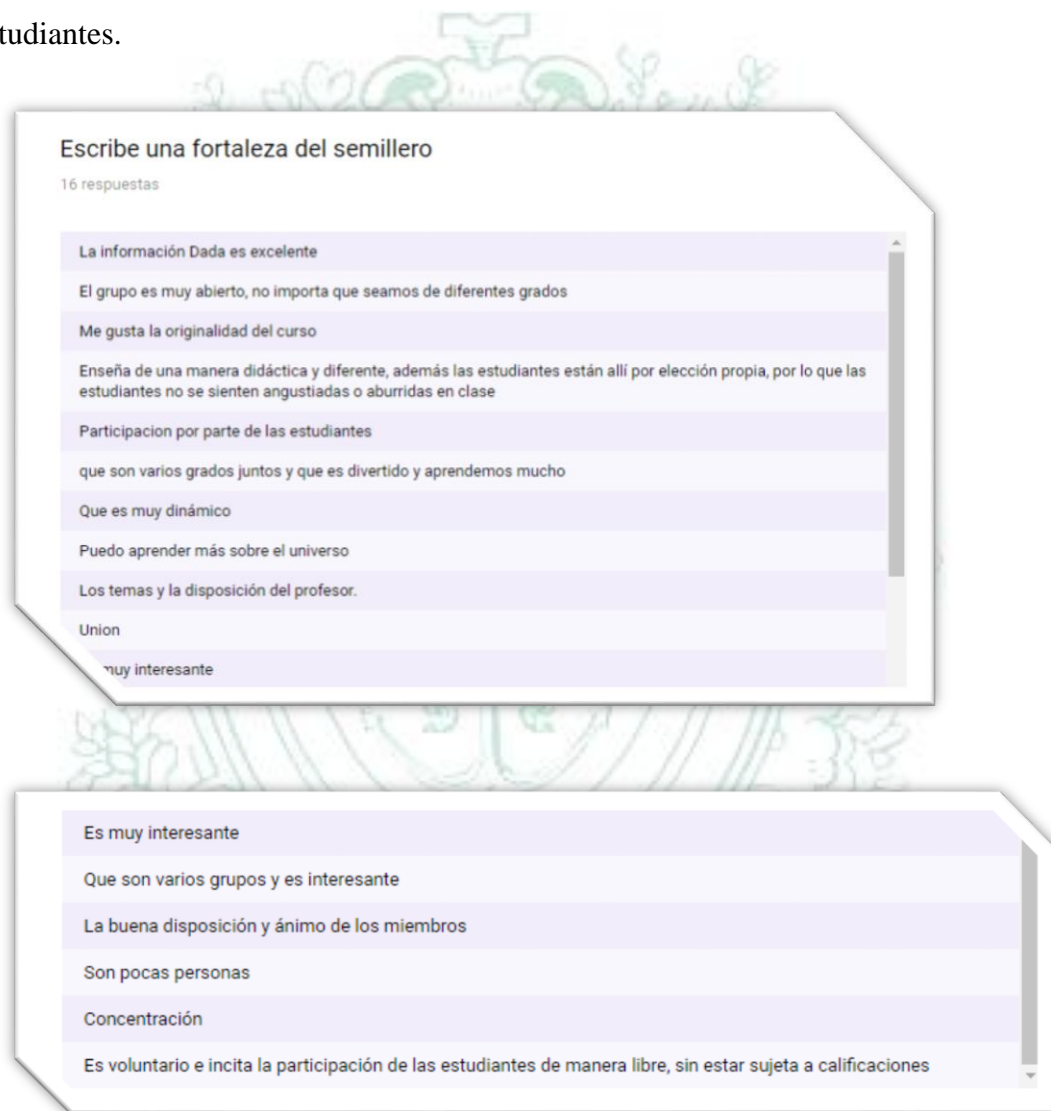 tudiantes.
Escribe una fortaleza del semillero
16 respuestas
La información Dada es excelente
El grupo es muy abierto, no importa que seamos de diferentes grados
Me gusta la originalidad del curso
Enseña de una manera didáctica y diferente, además las estudiantes están allí por elección propia, por lo que las
estudiantes no se sienten angustiadas o aburridas en clase
Participacion por parte de las estudiantes
que son varios grados juntos y que es divertido y aprendemos mucho
Que es muy dinámico
Puedo aprender más sobre el universo
Los temas y la disposición del profesor.
Union
muy interesante
Es muy interesante
Que son varios grupos y es interesante
La buena disposición y ánimo de los miembros
Son pocas personas
Concentración
Es voluntario e incita la participación de las estudiantes de manera libre, sin estar sujeta a calificaciones